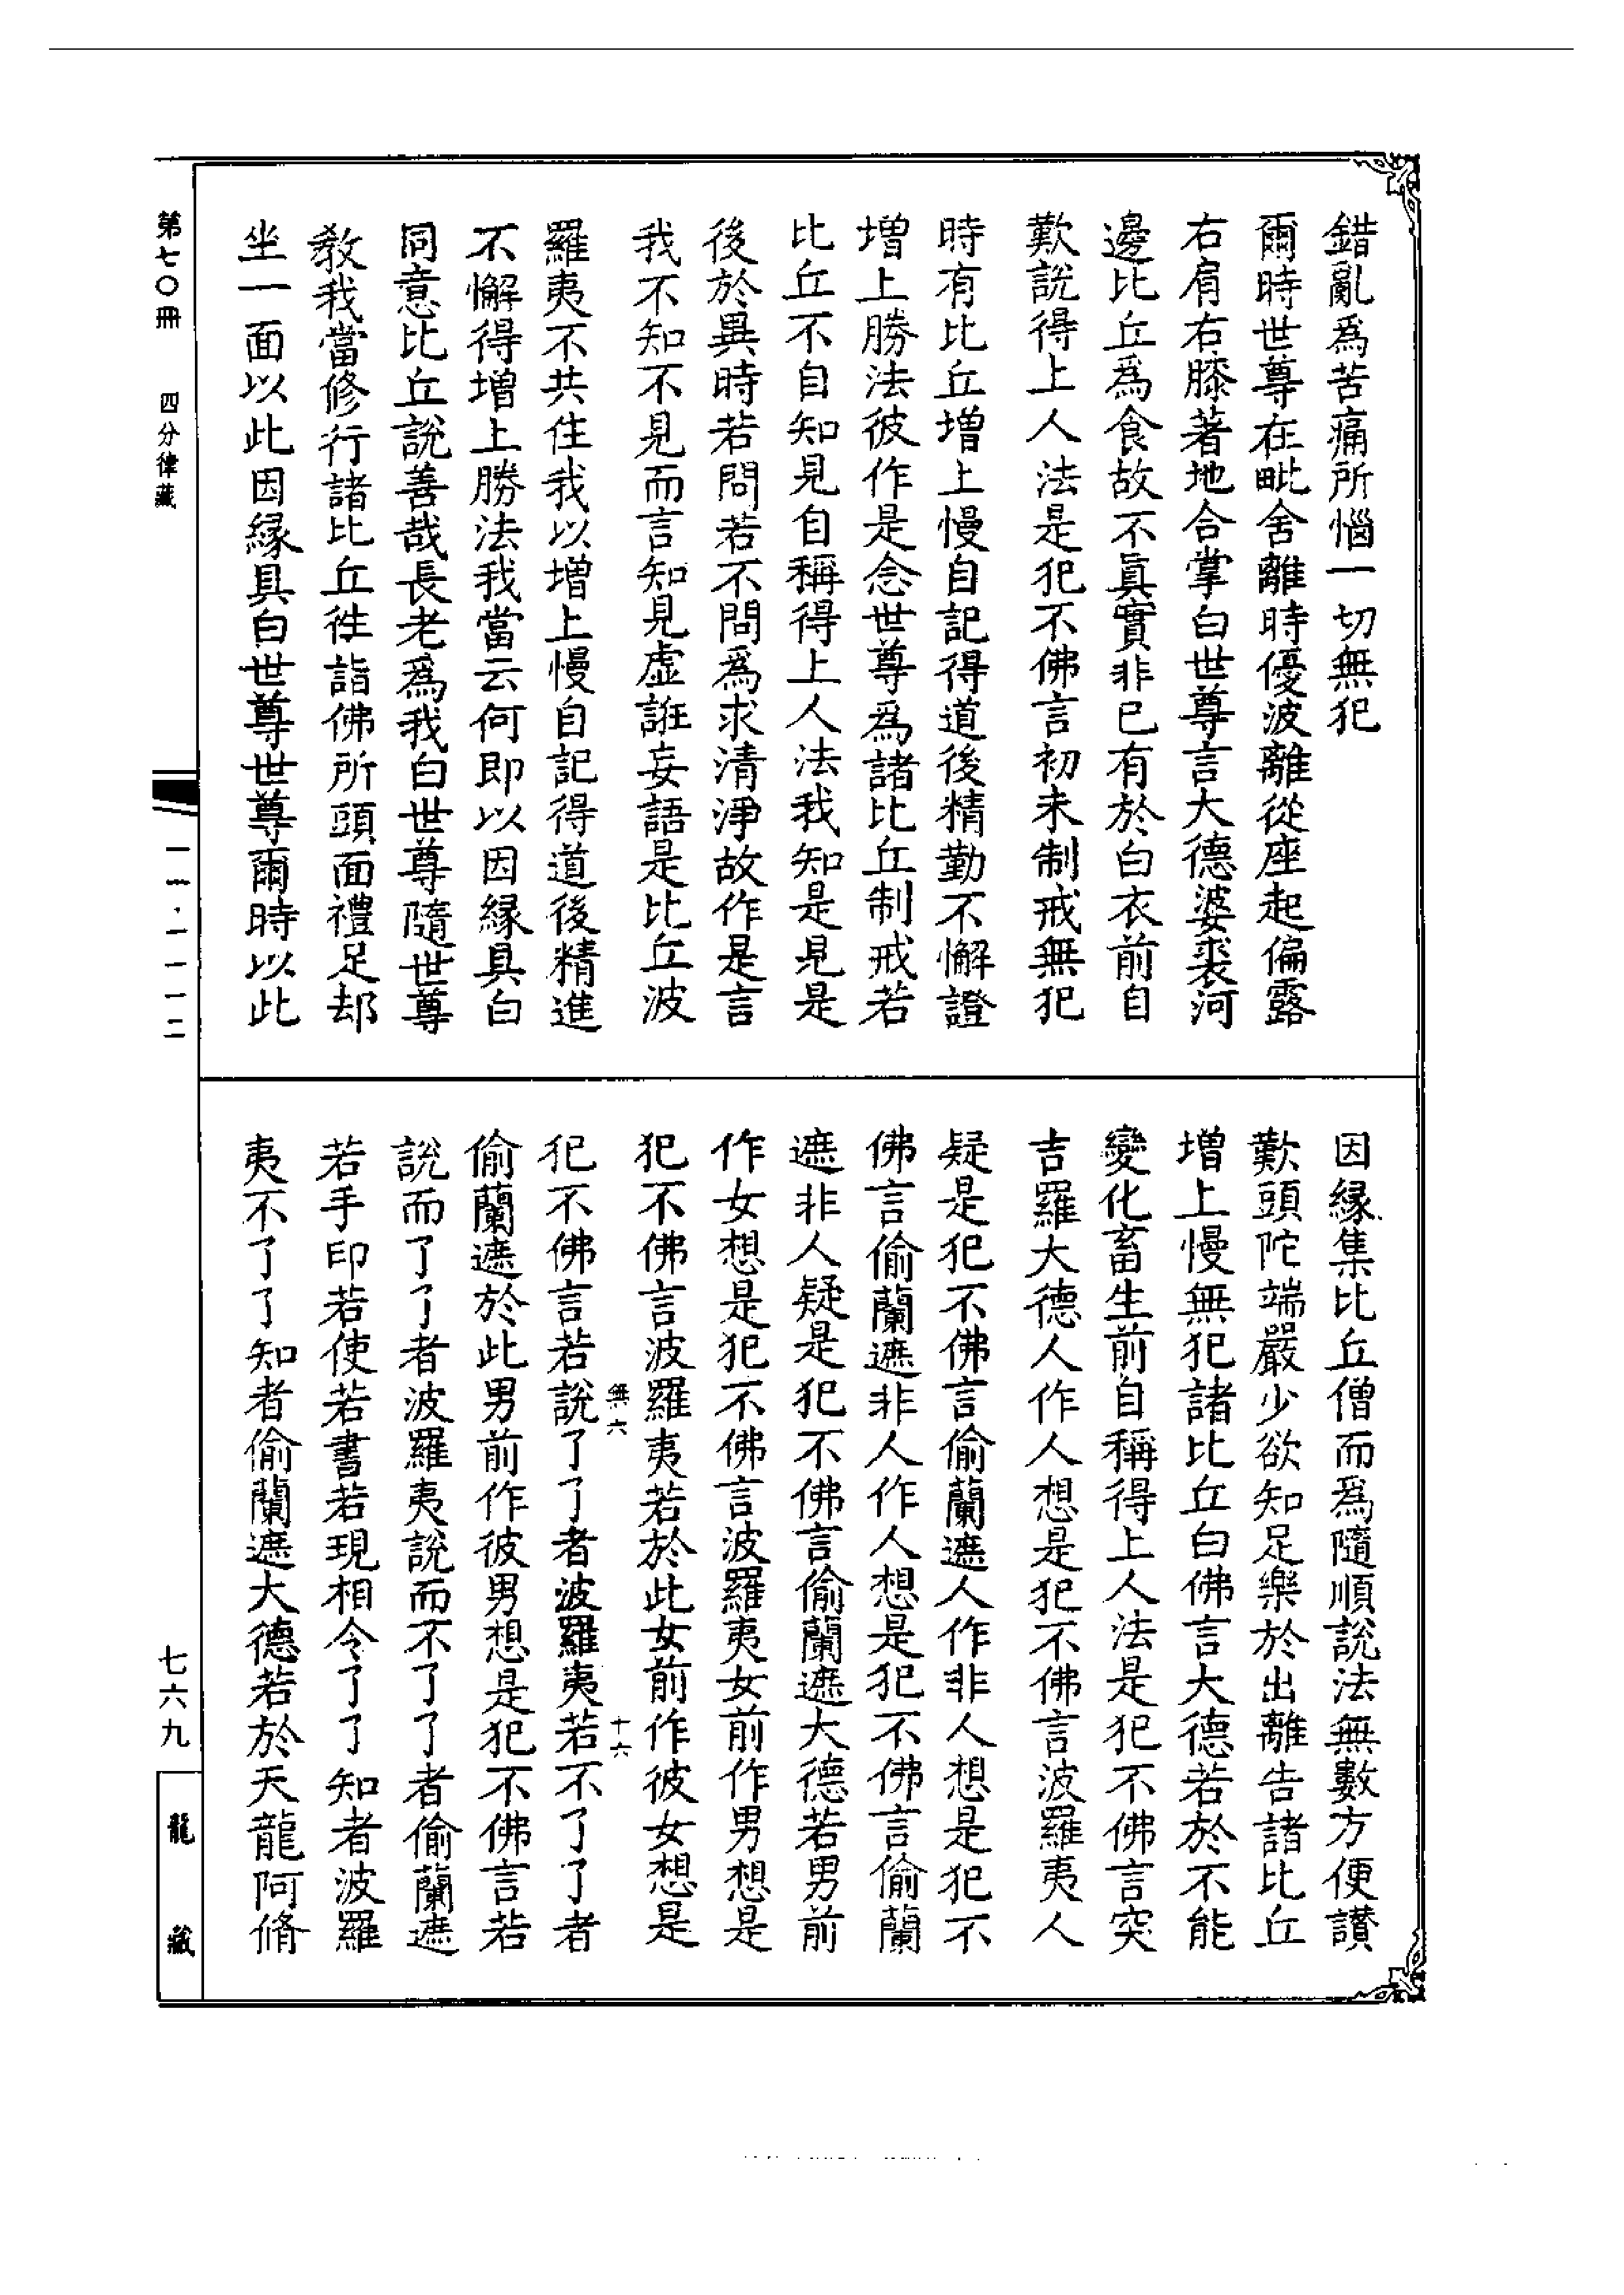 錯亂爲苦痛所惱一切無犯
爾時世尊在毗舍離時優波離從座起偏露
右肩右膝著地合掌白世尊言大德婆裘河
邊比丘爲食故不眞實非已有於白衣前自
歎説得上人法是犯不佛言初未制戒無犯
時有比丘增上慢自記得道後精勤不懈證
增上勝法彼作是念世尊爲諸比丘制戒若
比丘不自知見自稱得上人法我知是見是
後於異時若問若不問爲求清淨故作是言
我不知不見而言知見虛誑妄語是比丘波
羅夷不共住我以增上慢自記得道後精進
不懈得增上勝法我當云何即以因緣具白
同意比丘說善哉長老爲我白世尊隨世尊
教我當修行諸比丘徃詣佛所頭面禮足却
坐一面以此因緣具白世尊世尊爾時以此
因緣集比丘僧而爲隨順說法無數方便讃
歎頭陀端嚴少欲知足樂於出離告諸比丘
增上慢無犯諸比丘白佛言大德若於不能
變化畜生前自稱得上人法是犯不佛言突
吉羅大德人作人想是犯不佛言波羅夷人
疑是犯不佛言偷蘭遮人作非人想是犯不
佛言偷蘭遮非人作人想是犯不佛言偷蘭
遮非人疑是犯不佛言偷蘭遮大德若男前
作女想是犯不佛言波羅夷女前作男想是
犯不佛言波羅夷若於此女前作彼女想是
無六
十六
犯不佛言若說了了者波羅夷若不了了者
偷蘭遮於此男前作彼男想是犯不佛言若
說而了了者波羅夷說而不了了者偷蘭遮
若手印若使若書若現相令了了知者波羅
夷不了了知者偷蘭遮大德若於天龍阿脩
第七〇冊
四分律藏
一一·一一一二
七六九
龍藏